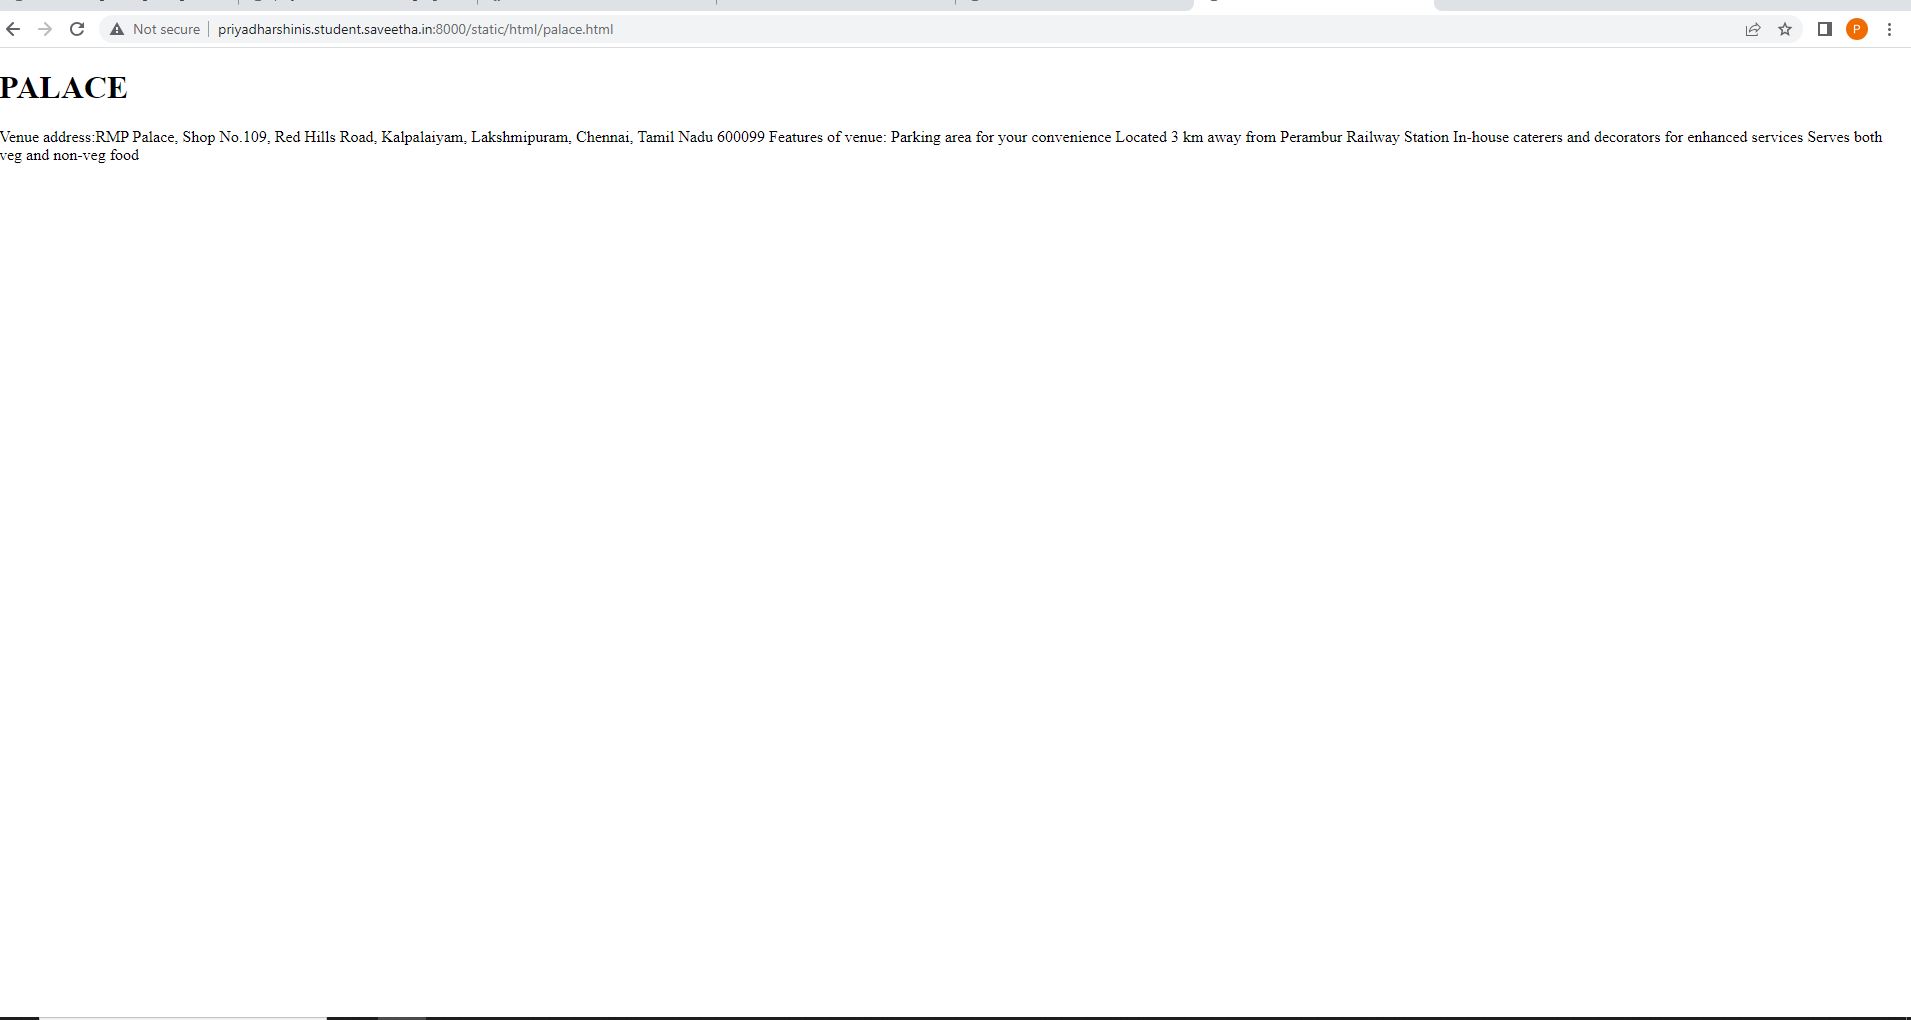 Not secure
priyadharshinis.student.saveetha.in:8000/static/html/palace.html
P
PALACE
Venue address:RMP Palace, Shop No.109, Red Hills Road, Kalpalaiyam, Lakshmipuram, Chennai, Tamil Nadu 600099 Features of venue: Parking area for your convenience Located 3 km away from Perambur Railway Station In-house caterers and decorators for enhanced services Serves both
veg and non-veg food